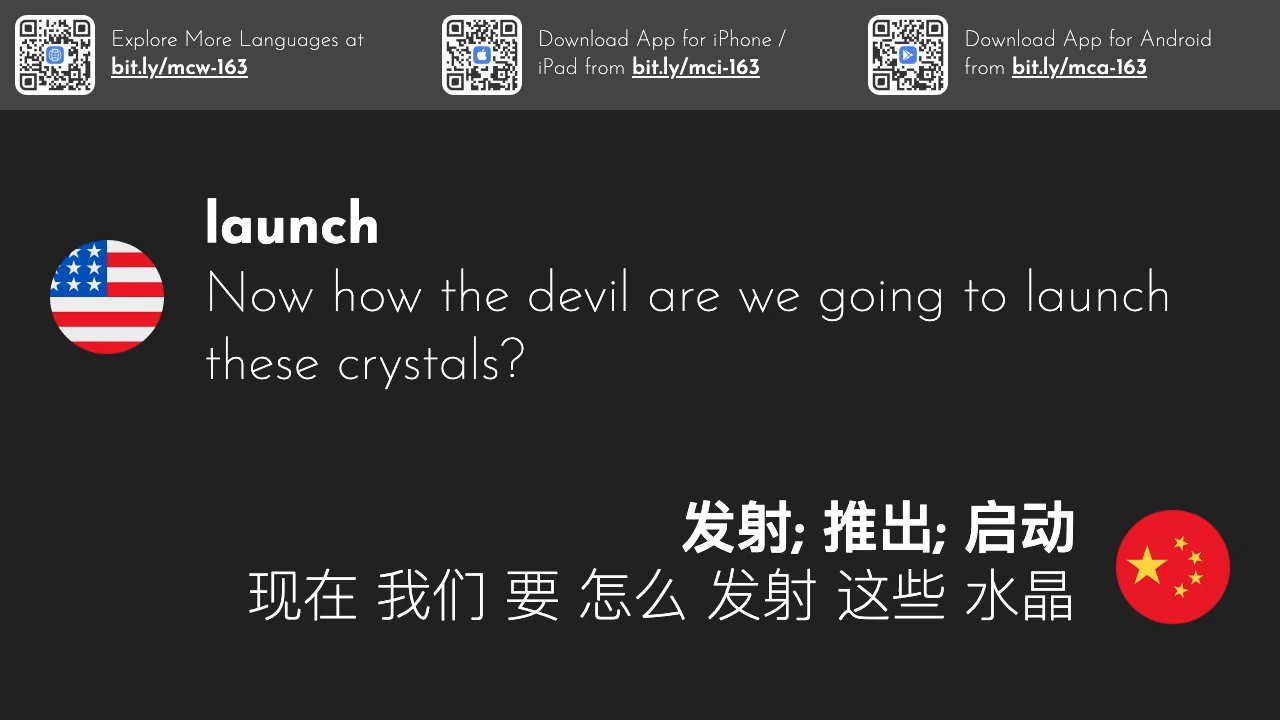 Explore More Languages at
bit.ly/mcw-163
Download App for iPhone /
iPad from bit.ly/mci-163
Download App for Android
from bit.ly/mca-163
launch
Now how the devil are we going to launch
these crystals?
发射; 推出; 启动
现在 我们 要 怎么 发射 这些 水晶